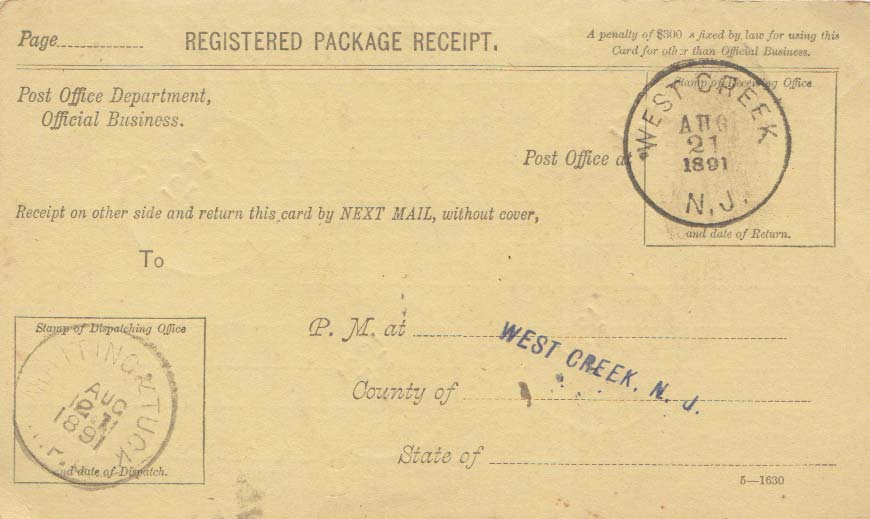 Page
REGISTERED PACKAGE RECEIPT.
A penalty of $300 is fixed by law for using this
Card for other than Official Business.
Post Office Department,
Official Business.
Stamp of Receiving Office
WEST CREEK
AUG
21
1891
N.J.
and date of Return.
Post Office at
Receipt on other side and return this card by NEXT MAIL, without cover,
To
Stamp of Dispatching Office
WHITING & TUCK
AUG
21
1891
and date of Dispatch.
P. M. at
WEST CREEK, N. J.
County of
State of
5—1630